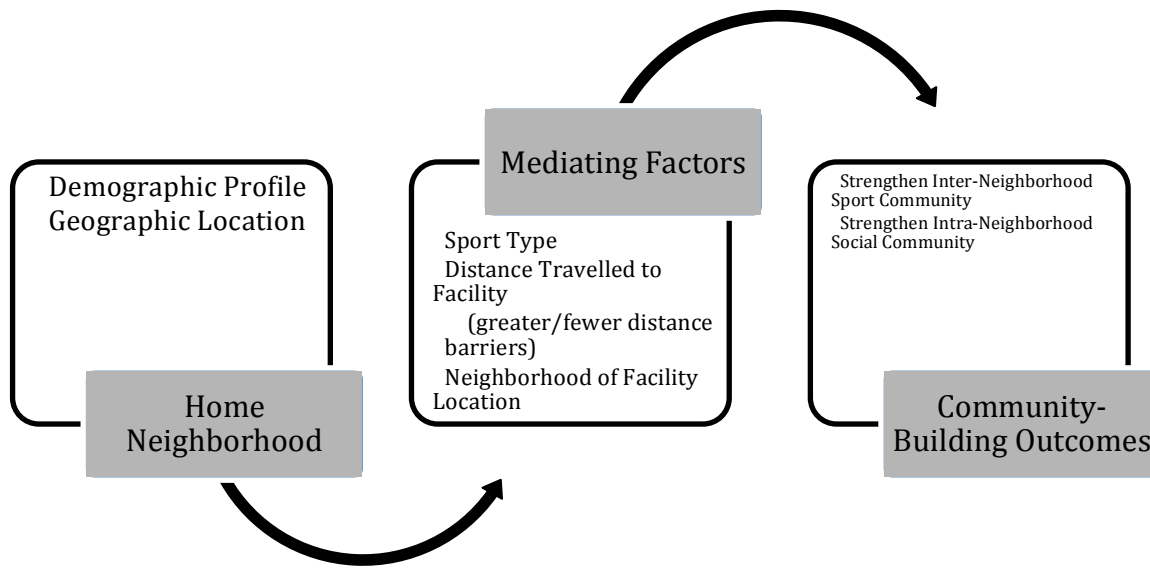 Demographic Profile
Geographic Location
Home
Neighborhood
Mediating Factors
Sport Type
Distance Travelled to
Facility
(greater/fewer distance
barriers)
Neighborhood of Facility
Location
Strengthen Inter-Neighborhood
Sport Community
Strengthen Intra-Neighborhood
Social Community
Community-
Building Outcomes